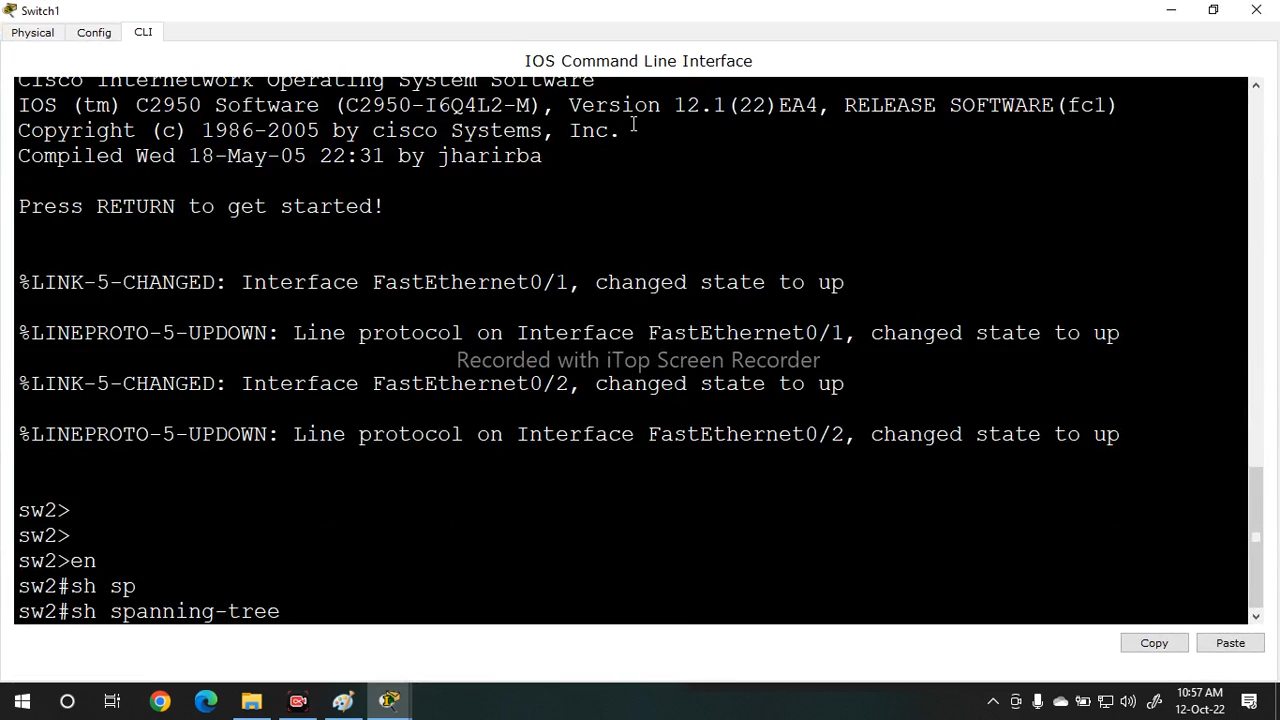 Switch1
Physical Config CLI
IOS Command Line Interface
Cisco Internetwork Operating System Software
IOS (tm) C2950 Software (C2950-I6Q4L2-M), Version 12.1(22)EA4, RELEASE SOFTWARE(fc1)
Copyright (c) 1986-2005 by cisco Systems, Inc.
Compiled Wed 18-May-05 22:31 by jharirba
Press RETURN to get started!
%LINK-5-CHANGED: Interface FastEthernet0/1, changed state to up
%LINEPROTO-5-UPDOWN: Line protocol on Interface FastEthernet0/1, changed state to up
Recorded with iTop Screen Recorder
%LINK-5-CHANGED: Interface FastEthernet0/2, changed state to up
%LINEPROTO-5-UPDOWN: Line protocol on Interface FastEthernet0/2, changed state to up
sw2>
sw2>
sw2>en
sw2#sh sp
sw2#sh spanning-tree
Copy Paste
10:57 AM
12-Oct-22